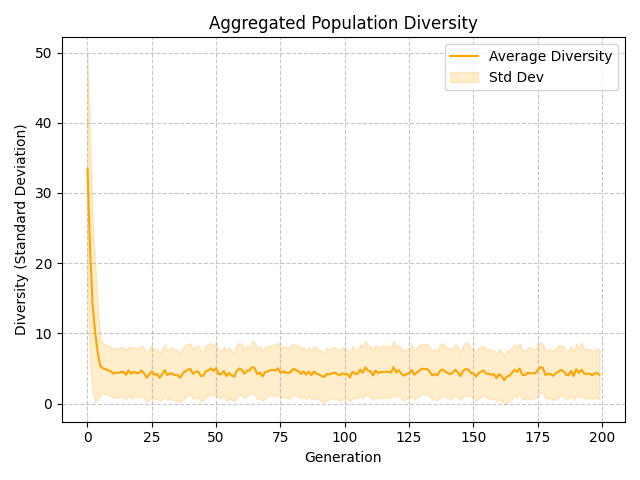 Aggregated Population Diversity
Average Diversity
Std Dev
Diversity (Standard Deviation)
50
40
30
20
10
0
0 25 50 75 100 125 150 175 200
Generation